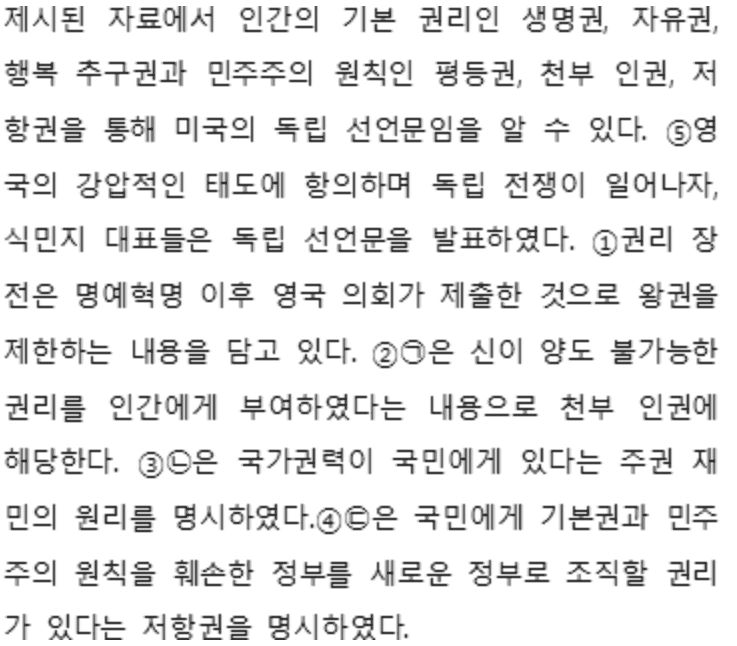 제시된 자료에서 인간의 기본 권리인 생명권, 자유권,
행복 추구권과 민주주의 원칙인 평등권, 천부 인권, 저
항권을 통해 미국의 독립 선언문임을 알 수 있다. ⑤영
국의 강압적인 태도에 항의하며 독립 전쟁이 일어나자,
식민지 대표들은 독립 선언문을 발표하였다. ①권리 장
전은 명예혁명 이후 영국 의회가 제출한 것으로 왕권을
제한하는 내용을 담고 있다. ②㉠은 신이 양도 불가능한
권리를 인간에게 부여하였다는 내용으로 천부 인권에
해당한다. ③㉡은 국가권력이 국민에게 있다는 주권 재
민의 원리를 명시하였다.④㉢은 국민에게 기본권과 민주
주의 원칙을 훼손한 정부를 새로운 정부로 조직할 권리
가 있다는 저항권을 명시하였다.